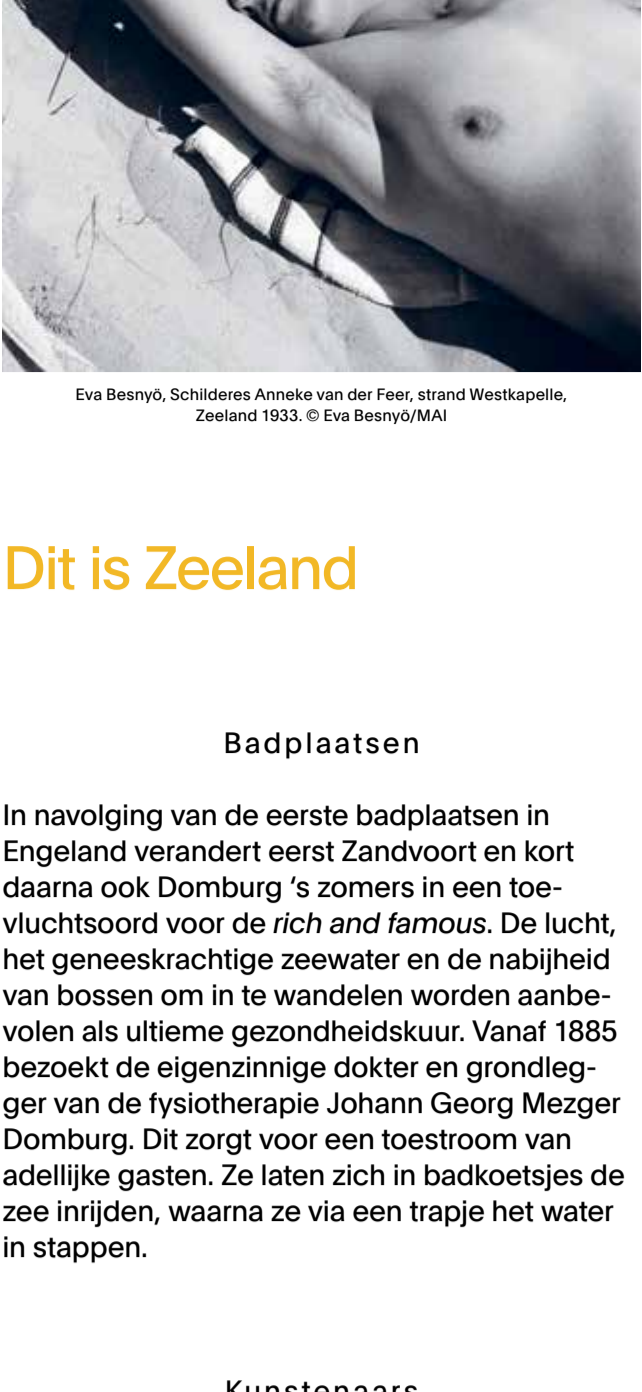 Eva Besnyö, Schilderes Anneke van der Feer, strand Westkapelle,
Zeeland 1933. © Eva Besnyö/MAI
Dit is Zeeland
Badplaatsen
In navolging van de eerste badplaatsen in
Engeland verandert eerst Zandvoort en kort
daarna ook Domburg ‘s zomers in een toe-
vluchtsoord voor de rich and famous. De lucht,
het geneeskrachtige zeewater en de nabijheid
van bossen om in te wandelen worden aanbe-
volen als ultieme gezondheidskuur. Vanaf 1885
bezoekt de eigenzinnige dokter en grondleg-
ger van de fysiotherapie Johann Georg Mezger
Domburg. Dit zorgt voor een toestroom van
adellijke gasten. Ze laten zich in badkoetsjes de
zee inrijden, waarna ze via een trapje het water
in stappen.
Kunstenaars